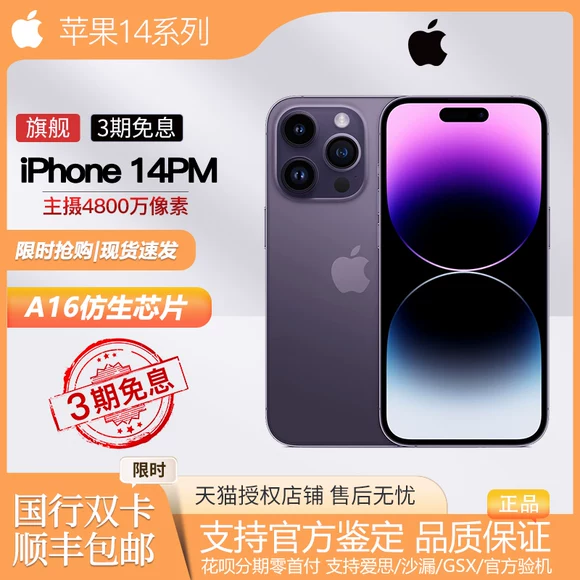 苹果14系列
旗舰 3期免息
iPhone 14PM
主摄4800万像素
限时抢购|现货速发
A16仿生芯片
3期免息
限时
国行双卡
顺丰包邮
天猫授权店铺 售后无忧
正品
支持官方鉴定 品质保证
花呗分期零首付 支持爱思/沙漏/GSX/官方验机